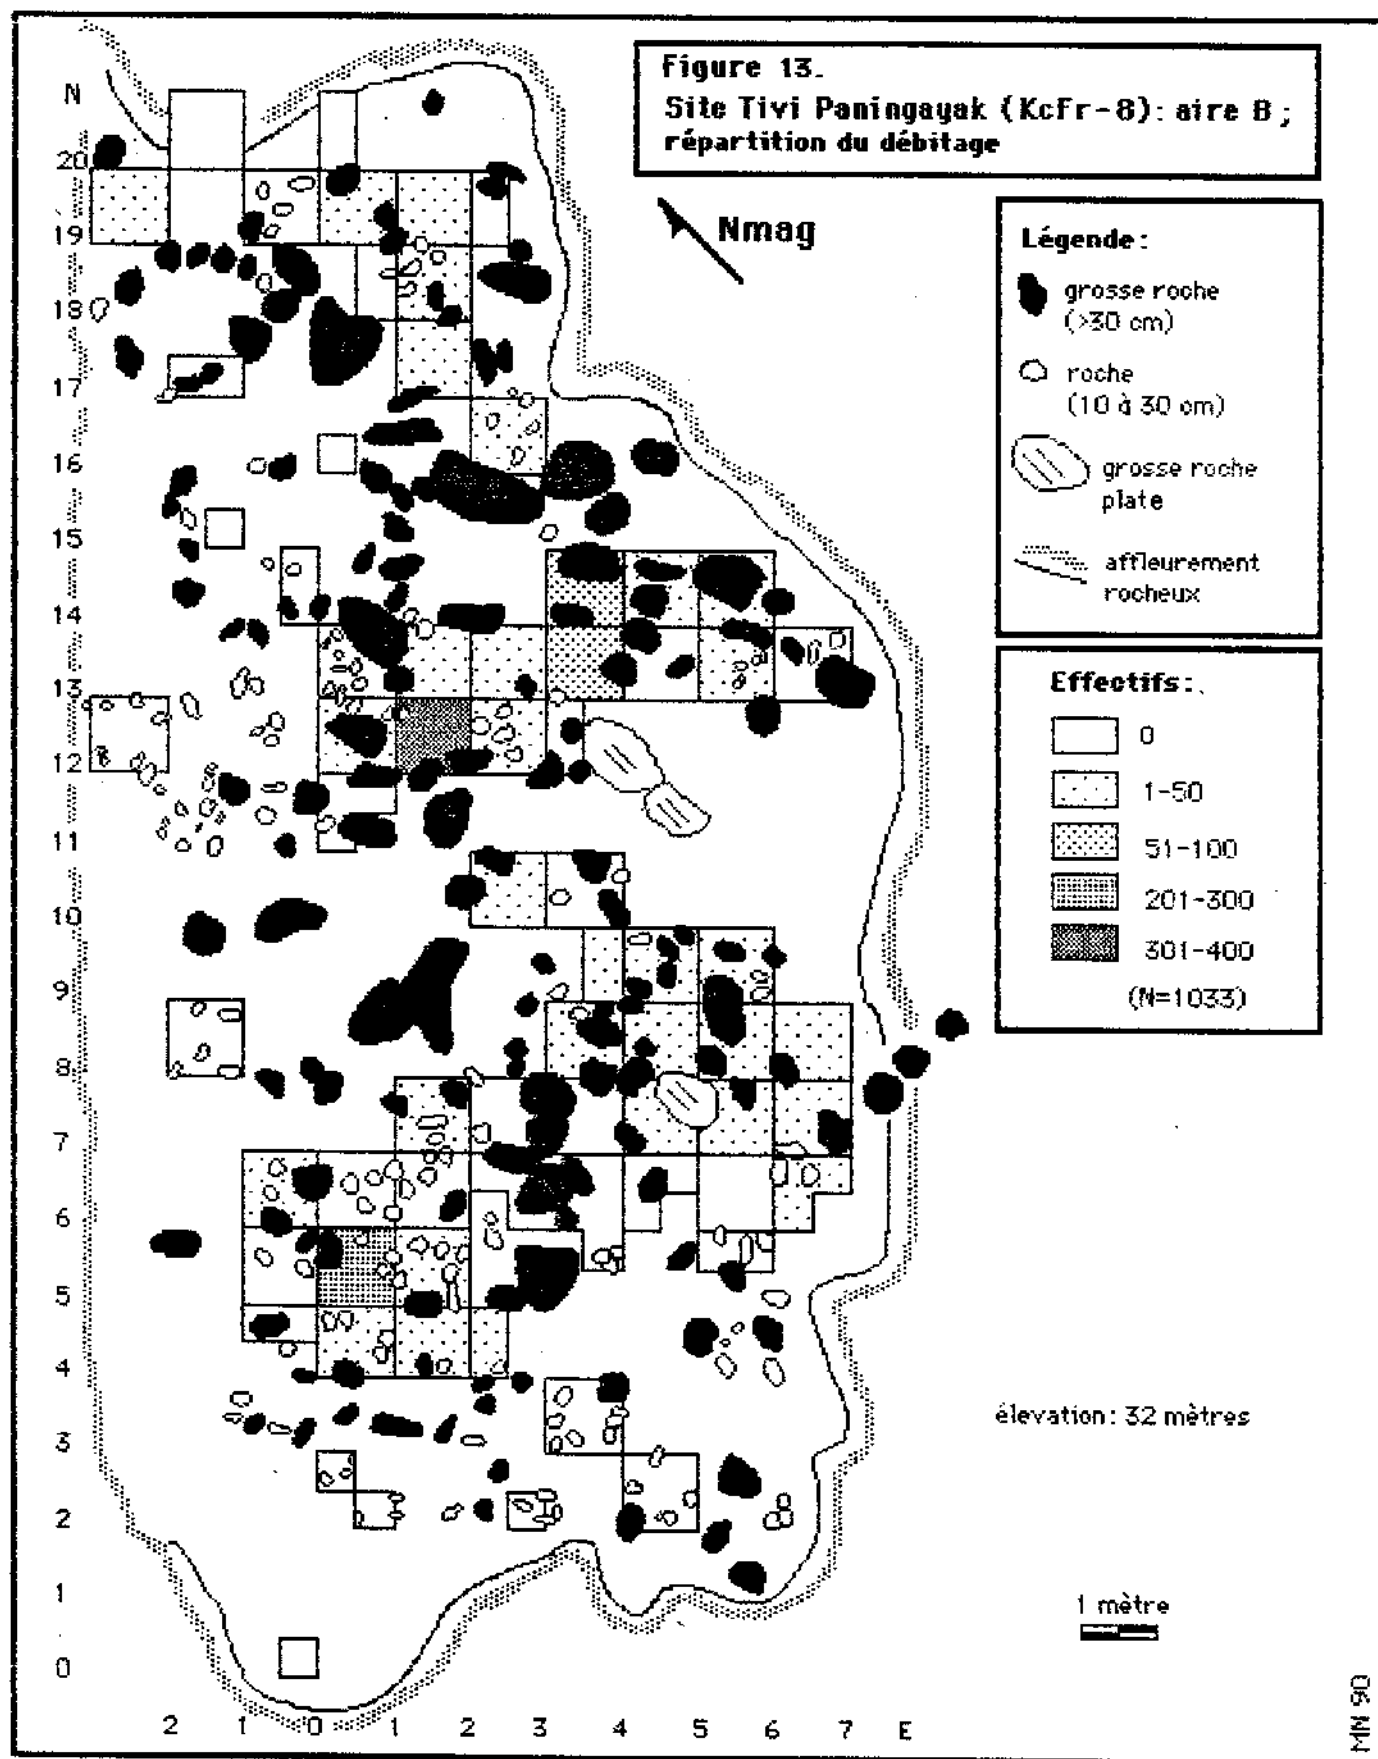 Figure 13.
Site Tivi Paningayak (KcFr-8): aire B ;
répartition du débitage
N
Nmag
20
19
18
17
16
15
14
13
12
11
10
9
8
7
6
5
4
3
2
1
0
2 1 0 1 2 3 4 5 6 7 E
Légende:
grosse roche
(>30 cm)
roche
(10 à 30 cm)
grosse roche
plate
affleurement
rocheux
Effectifs:
0
1-50
51-100
201-300
301-400
(N=1033)
élevation: 32 mètres
1 mètre
MN 90